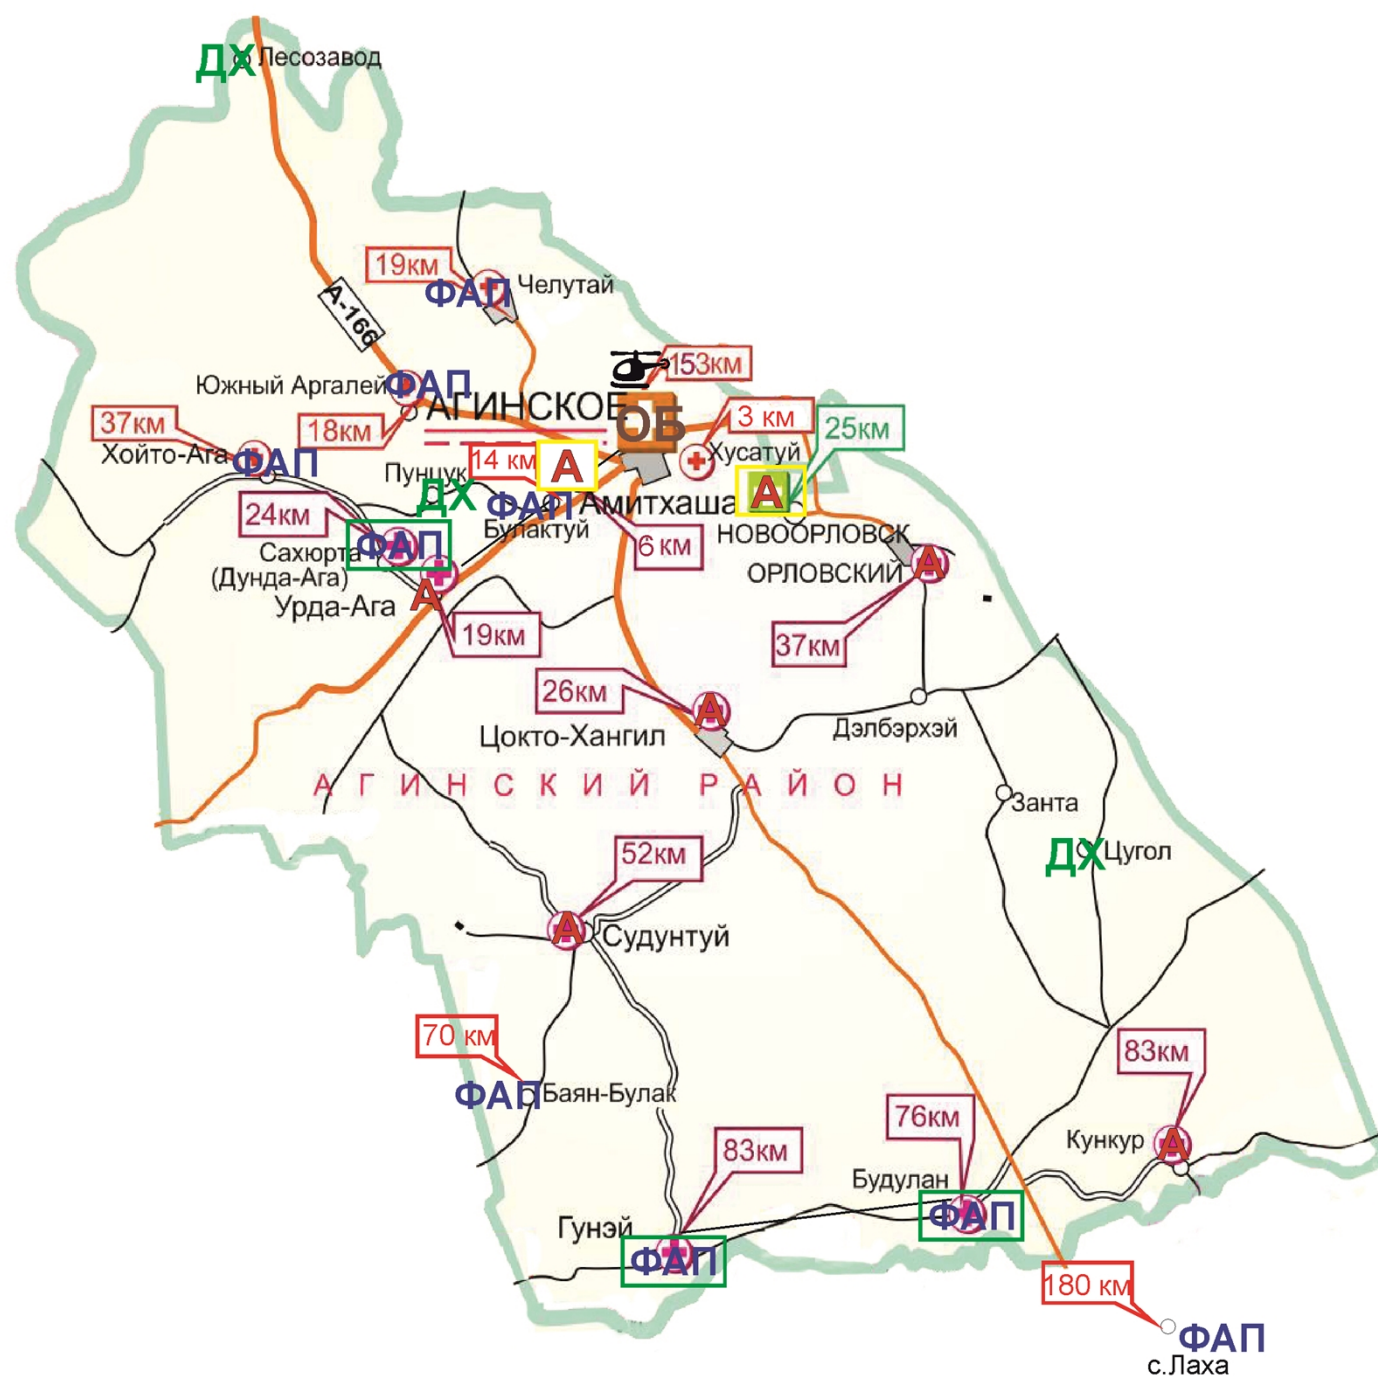 ДХ Лесозавод
19км
ФАП Челутай
А-166
153км
Южный Аргалей ФАП
АГИНСКОЕ
ОБ
37км
18км
3 км
25км
Хойто-Ага ФАП
14 км
А
Хусатуй
Пунцук
ДХ
ФАП
Амитхаша
А
24км
Булактуй
6 км
НОВООРЛОВСК
Сахюрта
ФАП
(Дунда-Ага)
ОРЛОВСКИЙ
А
Урда-Ага
А
19км
37км
26км
А
Цокто-Хангил
Дэлбэрхэй
АГИНСКИЙ РАЙОН
Занта
52км
ДХ Цугол
А
Судунтуй
70 км
83км
ФАП Баян-Булак
76км
83км
Кункур
А
Будулан
ФАП
Гунэй
ФАП
180 км
ФАП
с.Лаха